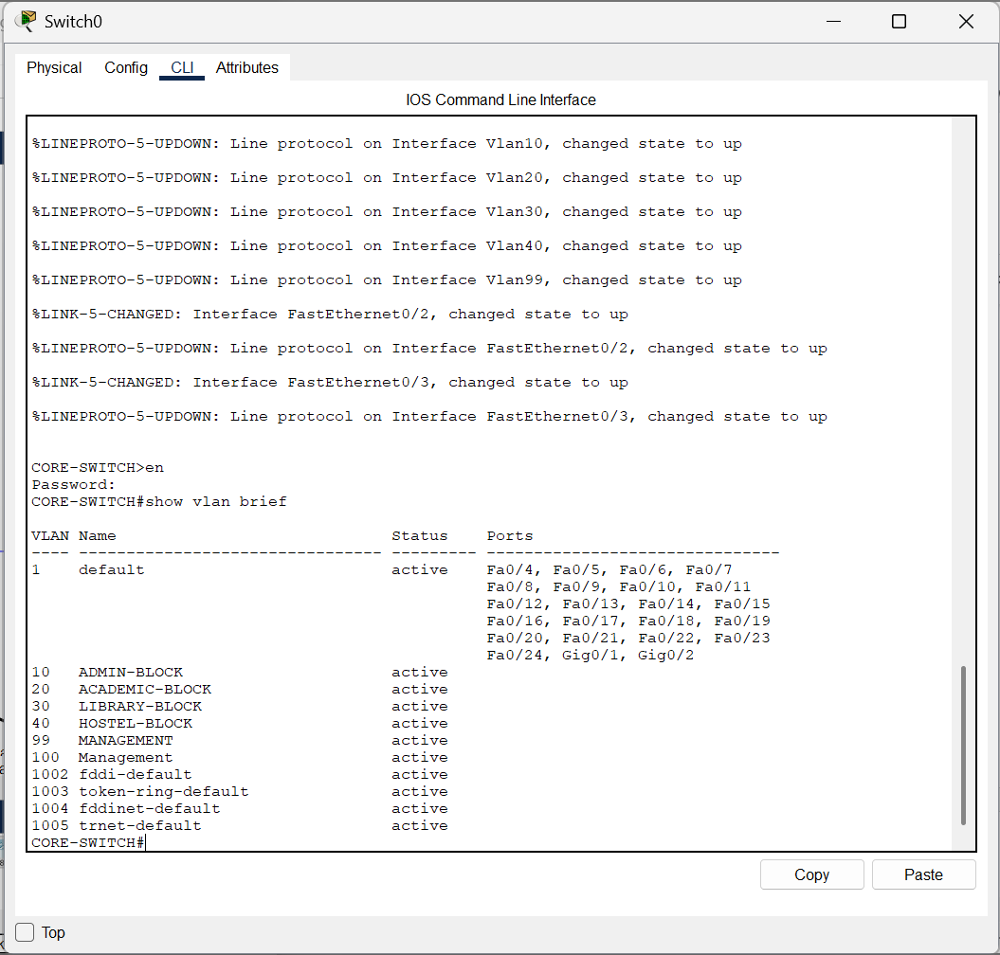 Switch0
Physical Config CLI Attributes
IOS Command Line Interface
%LINEPROTO-5-UPDOWN: Line protocol on Interface Vlan10, changed state to up
%LINEPROTO-5-UPDOWN: Line protocol on Interface Vlan20, changed state to up
%LINEPROTO-5-UPDOWN: Line protocol on Interface Vlan30, changed state to up
%LINEPROTO-5-UPDOWN: Line protocol on Interface Vlan40, changed state to up
%LINEPROTO-5-UPDOWN: Line protocol on Interface Vlan99, changed state to up
%LINK-5-CHANGED: Interface FastEthernet0/2, changed state to up
%LINEPROTO-5-UPDOWN: Line protocol on Interface FastEthernet0/2, changed state to up
%LINK-5-CHANGED: Interface FastEthernet0/3, changed state to up
%LINEPROTO-5-UPDOWN: Line protocol on Interface FastEthernet0/3, changed state to up
CORE-SWITCH>en
Password:
CORE-SWITCH#show vlan brief
VLAN Name                             Status    Ports
---- -------------------------------- --------- -------------------------------
1    default                          active    Fa0/4, Fa0/5, Fa0/6, Fa0/7
                                                Fa0/8, Fa0/9, Fa0/10, Fa0/11
                                                Fa0/12, Fa0/13, Fa0/14, Fa0/15
                                                Fa0/16, Fa0/17, Fa0/18, Fa0/19
                                                Fa0/20, Fa0/21, Fa0/22, Fa0/23
                                                Fa0/24, Gig0/1, Gig0/2
10   ADMIN-BLOCK                      active
20   ACADEMIC-BLOCK                   active
30   LIBRARY-BLOCK                    active
40   HOSTEL-BLOCK                     active
99   MANAGEMENT                       active
100  Management                       active
1002 fddi-default                     active
1003 token-ring-default               active
1004 fddinet-default                  active
1005 trnet-default                    active
CORE-SWITCH#
Copy Paste
Top